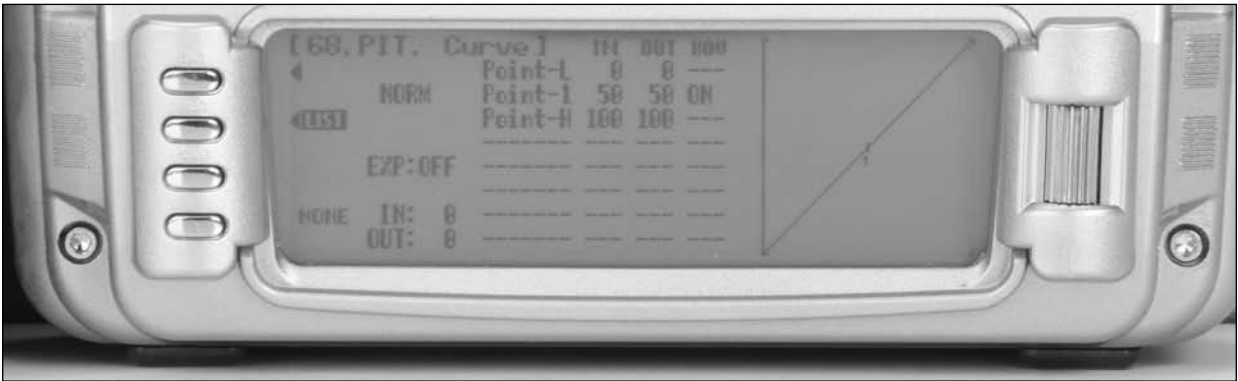 [68.PIT. Curve] IN OUT HOV
Point-L 0 0 ---
NORM Point-1 50 50 ON
LIST Point-H 100 100 ---
EXP:OFF
NONE IN: 0
OUT: 0
1